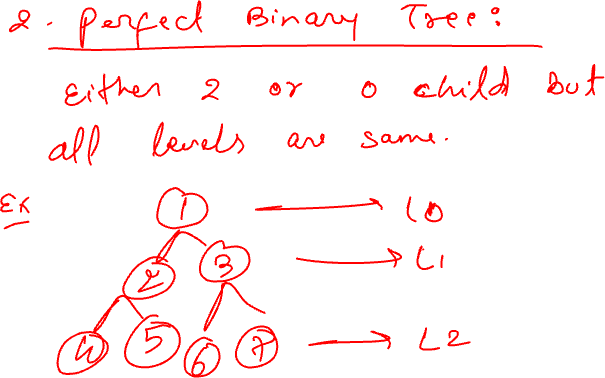 2. Perfect Binary Tree:
Either 2 or 0 child but
all levels are same.
Ex 1 L0
2 3 L1
4 5 6 7 L2